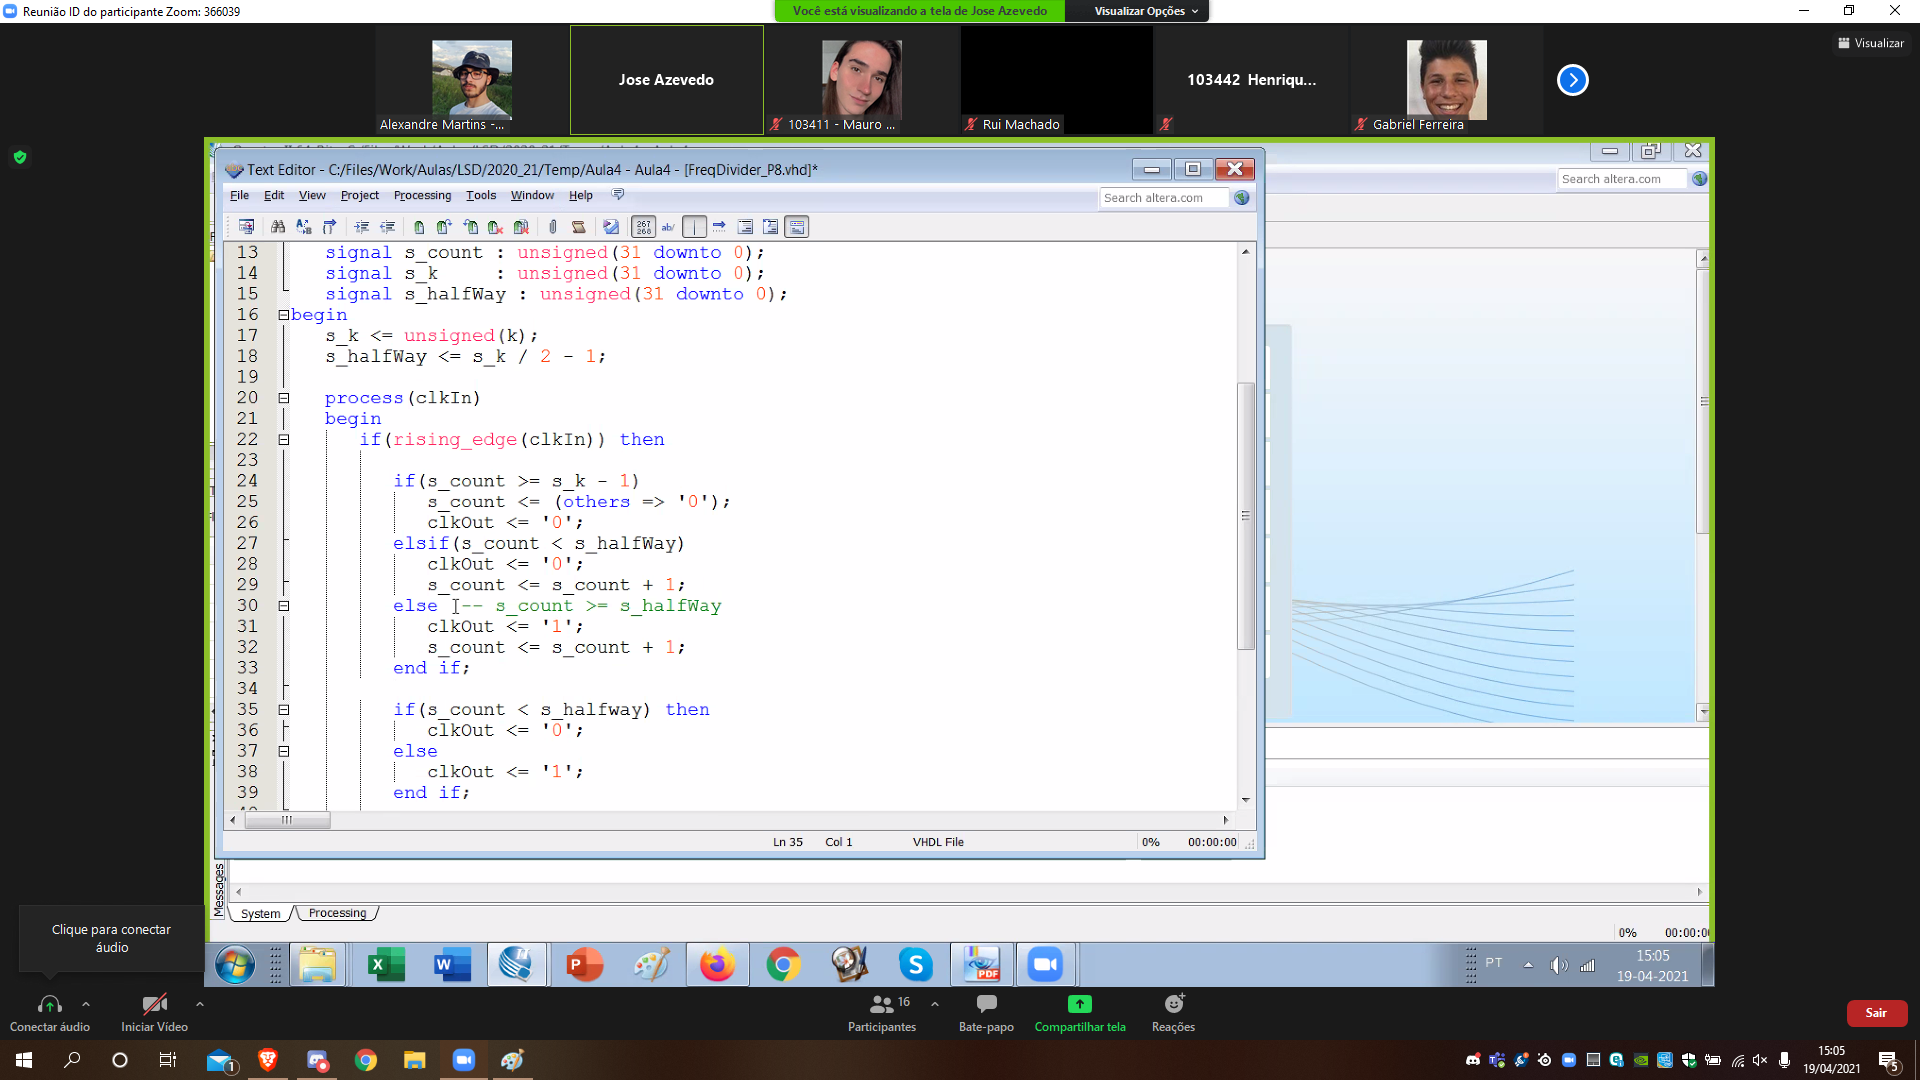 Reunião ID do participante Zoom: 366039
Você está visualizando a tela de Jose Azevedo
Visualizar Opções
Visualizar
Alexandre Martins -...
Jose Azevedo
103411 - Mauro ...
Rui Machado
103442 Henriqu...
Gabriel Ferreira
Text Editor - C:/Files/Work/Aulas/LSD/2020_21/Temp/Aula4 - Aula4 - [FreqDivider_P8.vhd]*
File Edit View Project Processing Tools Window Help
Search altera.com
Search altera.com
267
268
ab/
13 signal s_count : unsigned(31 downto 0);
14 signal s_k : unsigned(31 downto 0);
15 signal s_halfWay : unsigned(31 downto 0);
16 begin
17 s_k <= unsigned(k);
18 s_halfWay <= s_k / 2 - 1;
19
20 process(clkIn)
21 begin
22 if(rising_edge(clkIn)) then
23
24 if(s_count >= s_k - 1)
25 s_count <= (others => '0');
26 clkOut <= '0';
27 elsif(s_count < s_halfWay)
28 clkOut <= '0';
29 s_count <= s_count + 1;
30 else -- s_count >= s_halfWay
31 clkOut <= '1';
32 s_count <= s_count + 1;
33 end if;
34
35 if(s_count < s_halfway) then
36 clkOut <= '0';
37 else
38 clkOut <= '1';
39 end if;
Ln 35 Col 1 VHDL File 0% 00:00:00
Messages
System Processing
0% 00:00:0
Clique para conectar
áudio
PT
15:05
19-04-2021
Conectar áudio
Iniciar Vídeo
16
Participantes
Bate-papo
Compartilhar tela
Reações
Sair
1
15:05
19/04/2021
5